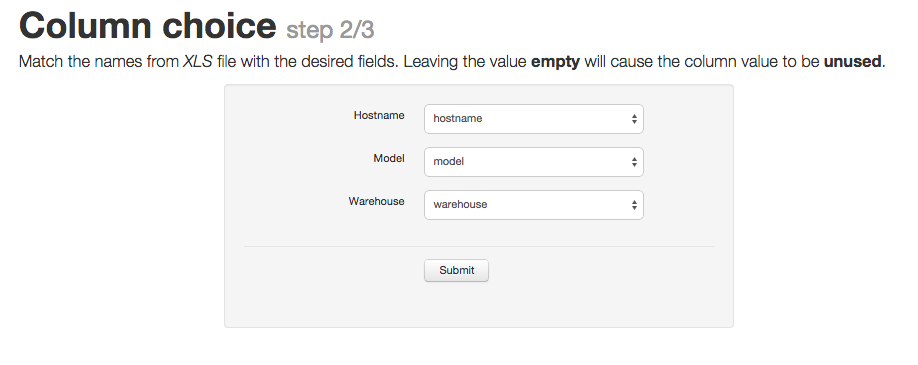 Column choice step 2/3
Match the names from XLS file with the desired fields. Leaving the value empty will cause the column value to be unused.
Hostname hostname
Model model
Warehouse warehouse
Submit